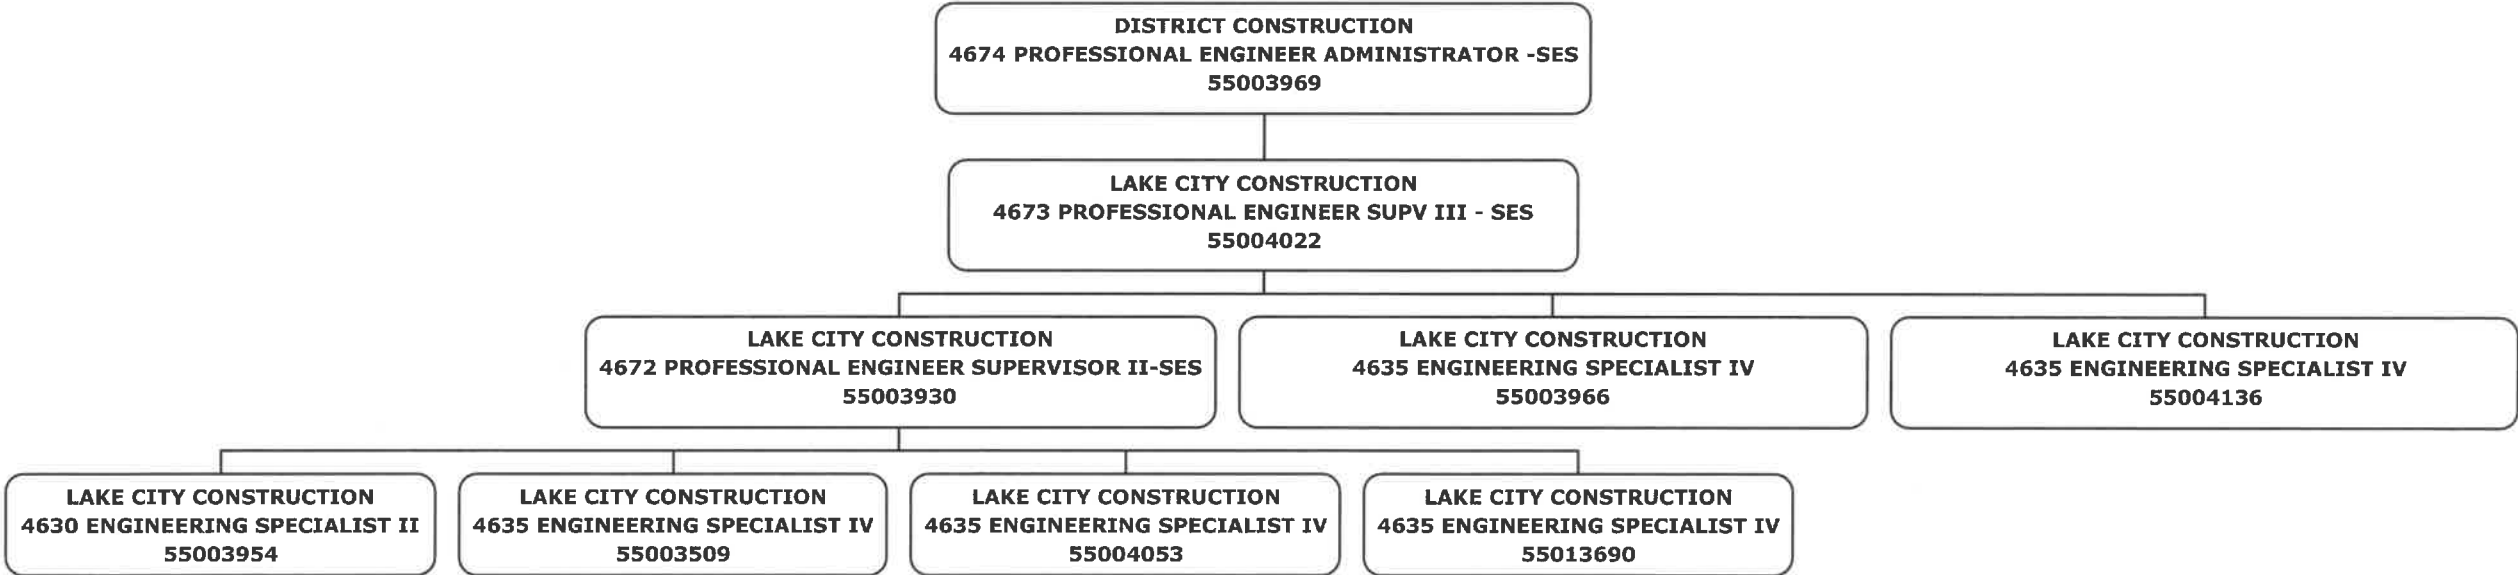 DISTRICT CONSTRUCTION
4674 PROFESSIONAL ENGINEER ADMINISTRATOR -SES
55003969
LAKE CITY CONSTRUCTION
4673 PROFESSIONAL ENGINEER SUPV III - SES
55004022
LAKE CITY CONSTRUCTION
4672 PROFESSIONAL ENGINEER SUPERVISOR II-SES
55003930
LAKE CITY CONSTRUCTION
4635 ENGINEERING SPECIALIST IV
55003966
LAKE CITY CONSTRUCTION
4635 ENGINEERING SPECIALIST IV
55004136
LAKE CITY CONSTRUCTION
4630 ENGINEERING SPECIALIST II
55003954
LAKE CITY CONSTRUCTION
4635 ENGINEERING SPECIALIST IV
55003509
LAKE CITY CONSTRUCTION
4635 ENGINEERING SPECIALIST IV
55004053
LAKE CITY CONSTRUCTION
4635 ENGINEERING SPECIALIST IV
55013690